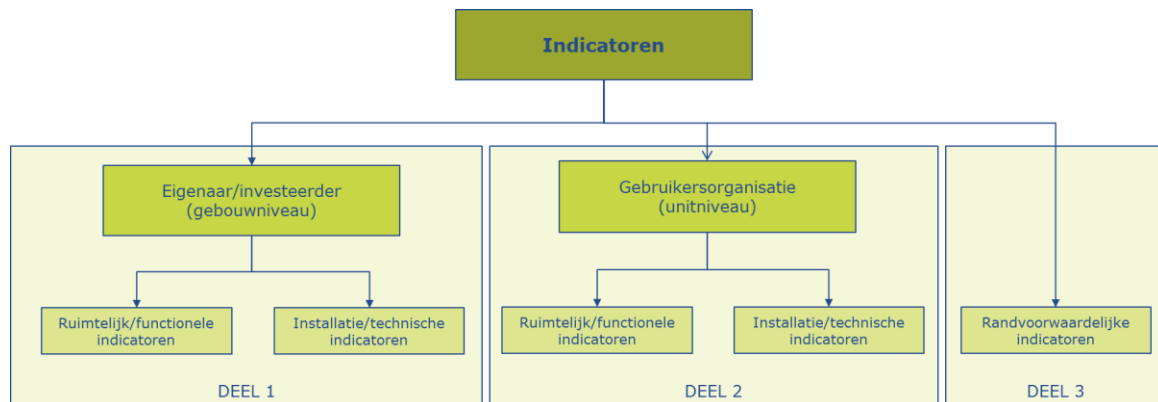 Indicatoren
Eigenaar/investeerder
(gebouwniveau)
Ruimtelijk/functionele
indicatoren
Installatie/technische
indicatoren
DEEL 1
Gebruikersorganisatie
(unitniveau)
Ruimtelijk/functionele
indicatoren
Installatie/technische
indicatoren
DEEL 2
Randvoorwaardelijke
indicatoren
DEEL 3